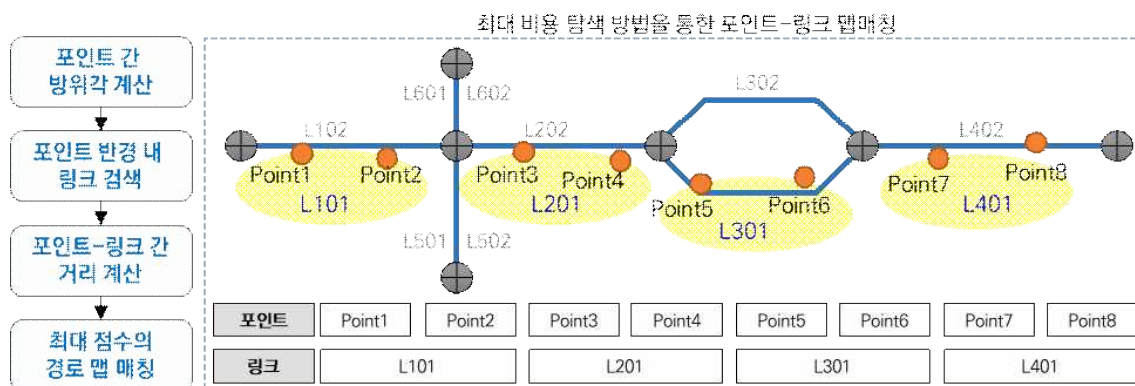 최대 비용 탐색 방법을 통한 포인트-링크 맵매칭
포인트 간
방위각 계산
포인트 반경 내
링크 검색
포인트-링크 간
거리 계산
최대 점수의
경로 맵 매칭
L601 L602
L302
L102
L202
L402
Point1
Point2
Point3
Point4
Point5
Point6
Point7
Point8
L101
L201
L301
L401
L501 L502
포인트 Point1 Point2 Point3 Point4 Point5 Point6 Point7 Point8
링크 L101 L201 L301 L401